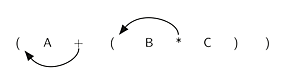 ( A + ( B * C ) )